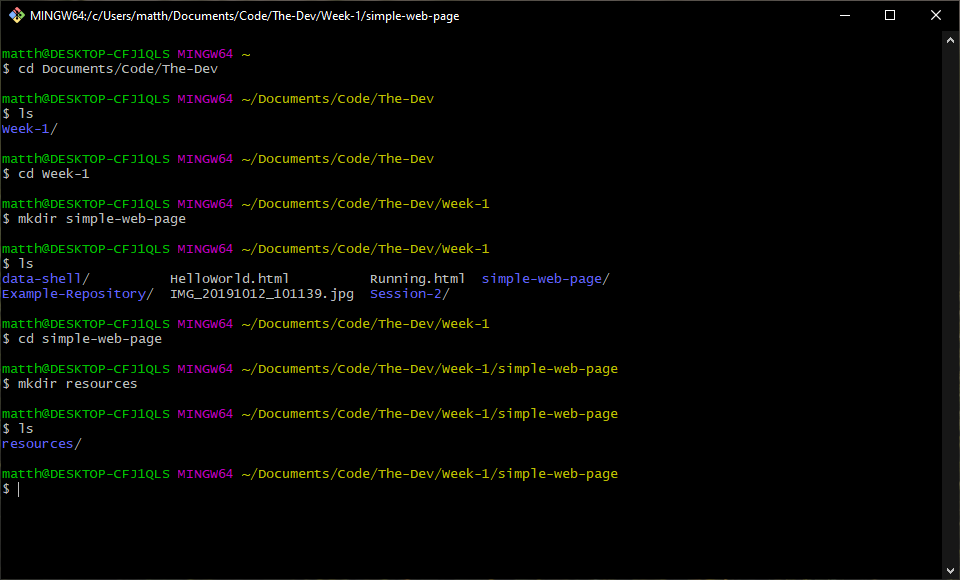 MINGW64:/c/Users/matth/Documents/Code/The-Dev/Week-1/simple-web-page
matth@DESKTOP-CFJ1QLS MINGW64 ~
$ cd Documents/Code/The-Dev
matth@DESKTOP-CFJ1QLS MINGW64 ~/Documents/Code/The-Dev
$ ls
Week-1/
matth@DESKTOP-CFJ1QLS MINGW64 ~/Documents/Code/The-Dev
$ cd Week-1
matth@DESKTOP-CFJ1QLS MINGW64 ~/Documents/Code/The-Dev/Week-1
$ mkdir simple-web-page
matth@DESKTOP-CFJ1QLS MINGW64 ~/Documents/Code/The-Dev/Week-1
$ ls
data-shell/          HelloWorld.html          Running.html  simple-web-page/
Example-Repository/  IMG_20191012_101139.jpg  Session-2/
matth@DESKTOP-CFJ1QLS MINGW64 ~/Documents/Code/The-Dev/Week-1
$ cd simple-web-page
matth@DESKTOP-CFJ1QLS MINGW64 ~/Documents/Code/The-Dev/Week-1/simple-web-page
$ mkdir resources
matth@DESKTOP-CFJ1QLS MINGW64 ~/Documents/Code/The-Dev/Week-1/simple-web-page
$ ls
resources/
matth@DESKTOP-CFJ1QLS MINGW64 ~/Documents/Code/The-Dev/Week-1/simple-web-page
$